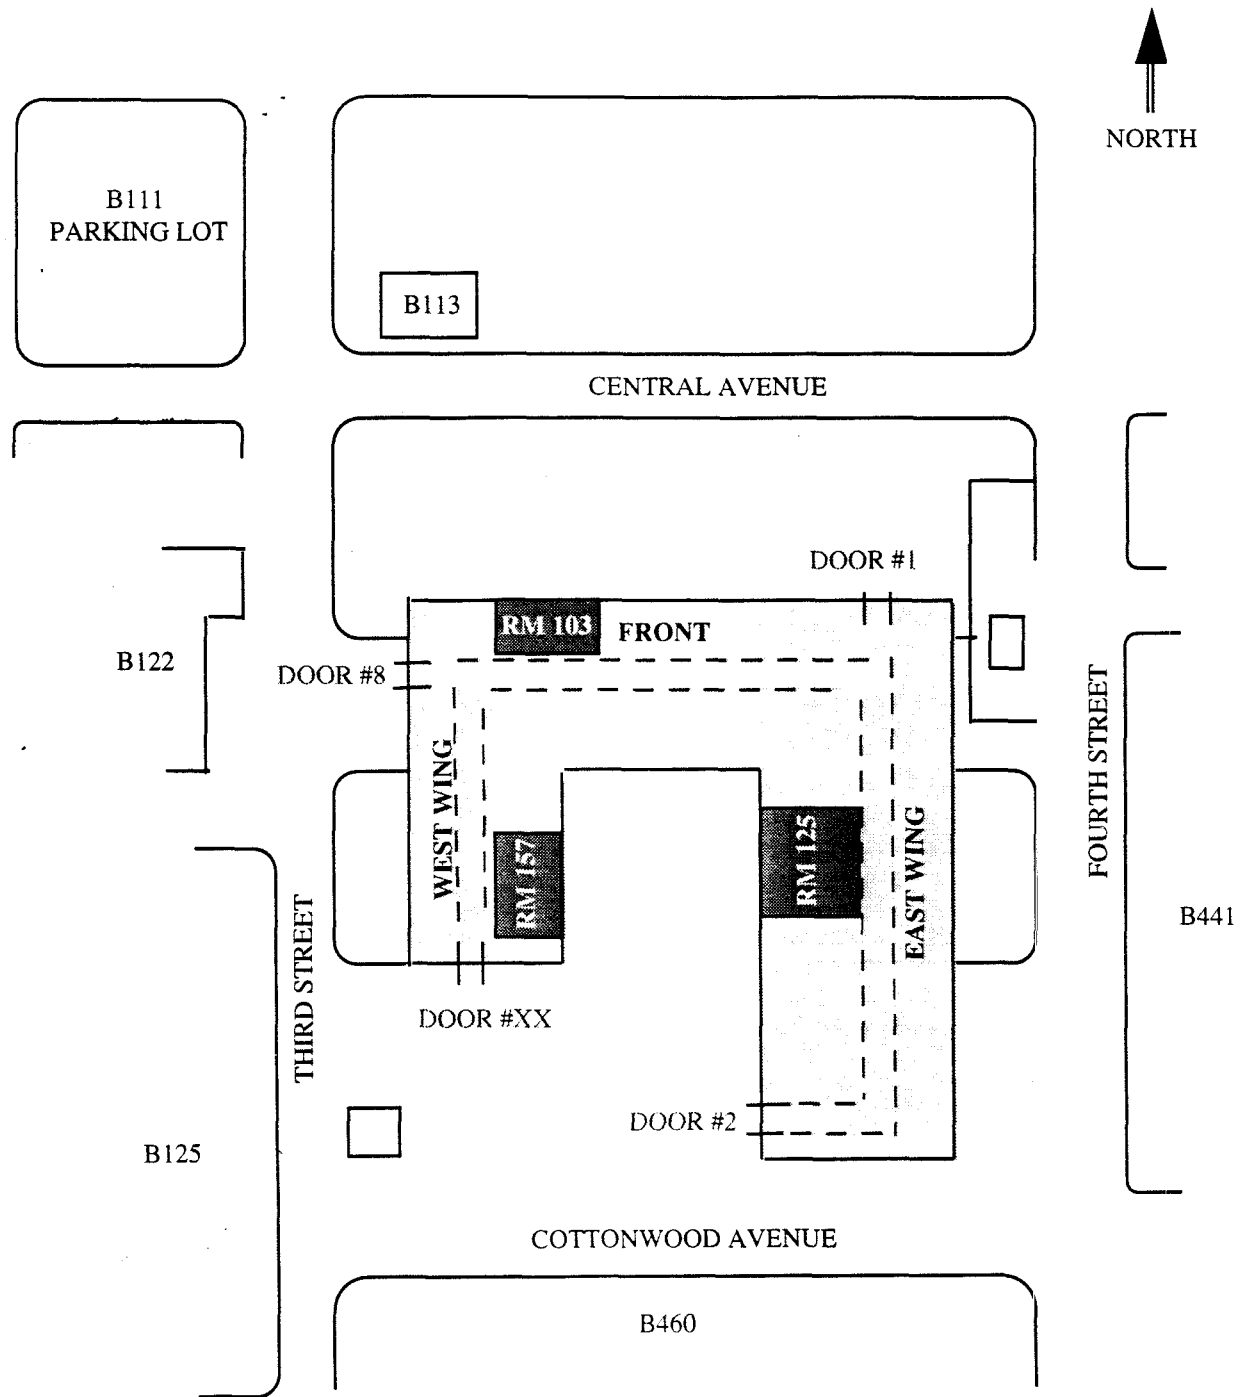 NORTH
B111
PARKING LOT
B113
CENTRAL AVENUE
DOOR #1
RM 103
FRONT
B122
DOOR #8
WEST WING
RM 157
RM 125
EAST WING
FOURTH STREET
B441
THIRD STREET
DOOR #XX
DOOR #2
B125
COTTONWOOD AVENUE
B460